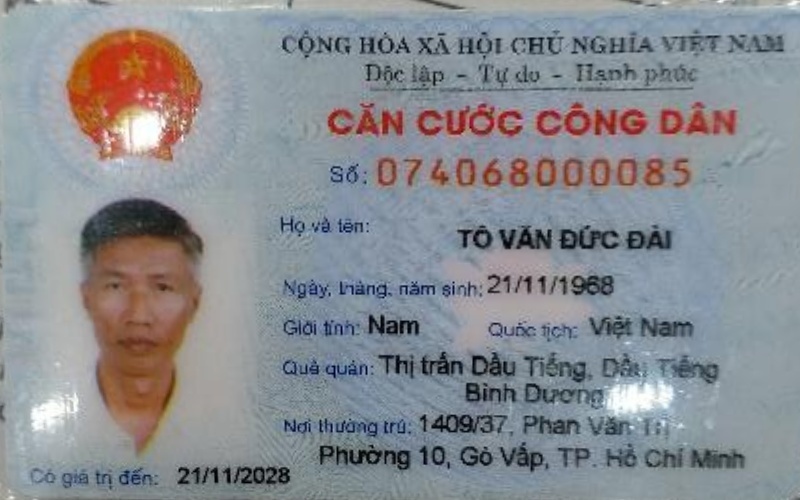 CỘNG HÒA XÃ HỘI CHỦ NGHĨA VIỆT NAM
Độc lập - Tự do - Hạnh phúc
CĂN CƯỚC CÔNG DÂN
Số: 074068000085
Họ và tên:
TÔ VĂN ĐỨC ĐÀI
Ngày, tháng, năm sinh: 21/11/1968
Giới tính: Nam Quốc tịch: Việt Nam
Quê quán: Thị trấn Dầu Tiếng, Dầu Tiếng
Bình Dương
Nơi thường trú: 1409/37, Phan Văn Trị
Phường 10, Gò Vấp, TP. Hồ Chí Minh
Có giá trị đến: 21/11/2028